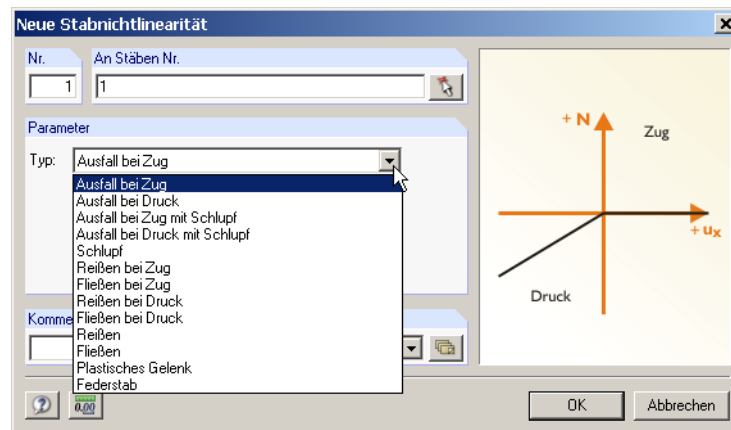 Neue Stabnichtlinearität
Nr.
An Stäben Nr.
1
1
Parameter
Typ:
Ausfall bei Zug
Ausfall bei Zug
Ausfall bei Druck
Ausfall bei Zug mit Schlupf
Ausfall bei Druck mit Schlupf
Schlupf
Reißen bei Zug
Fließen bei Zug
Reißen bei Druck
Fließen bei Druck
Reißen
Fließen
Plastisches Gelenk
Federstab
Komme
+ N
Zug
+ ux
Druck
0.00
OK
Abbrechen